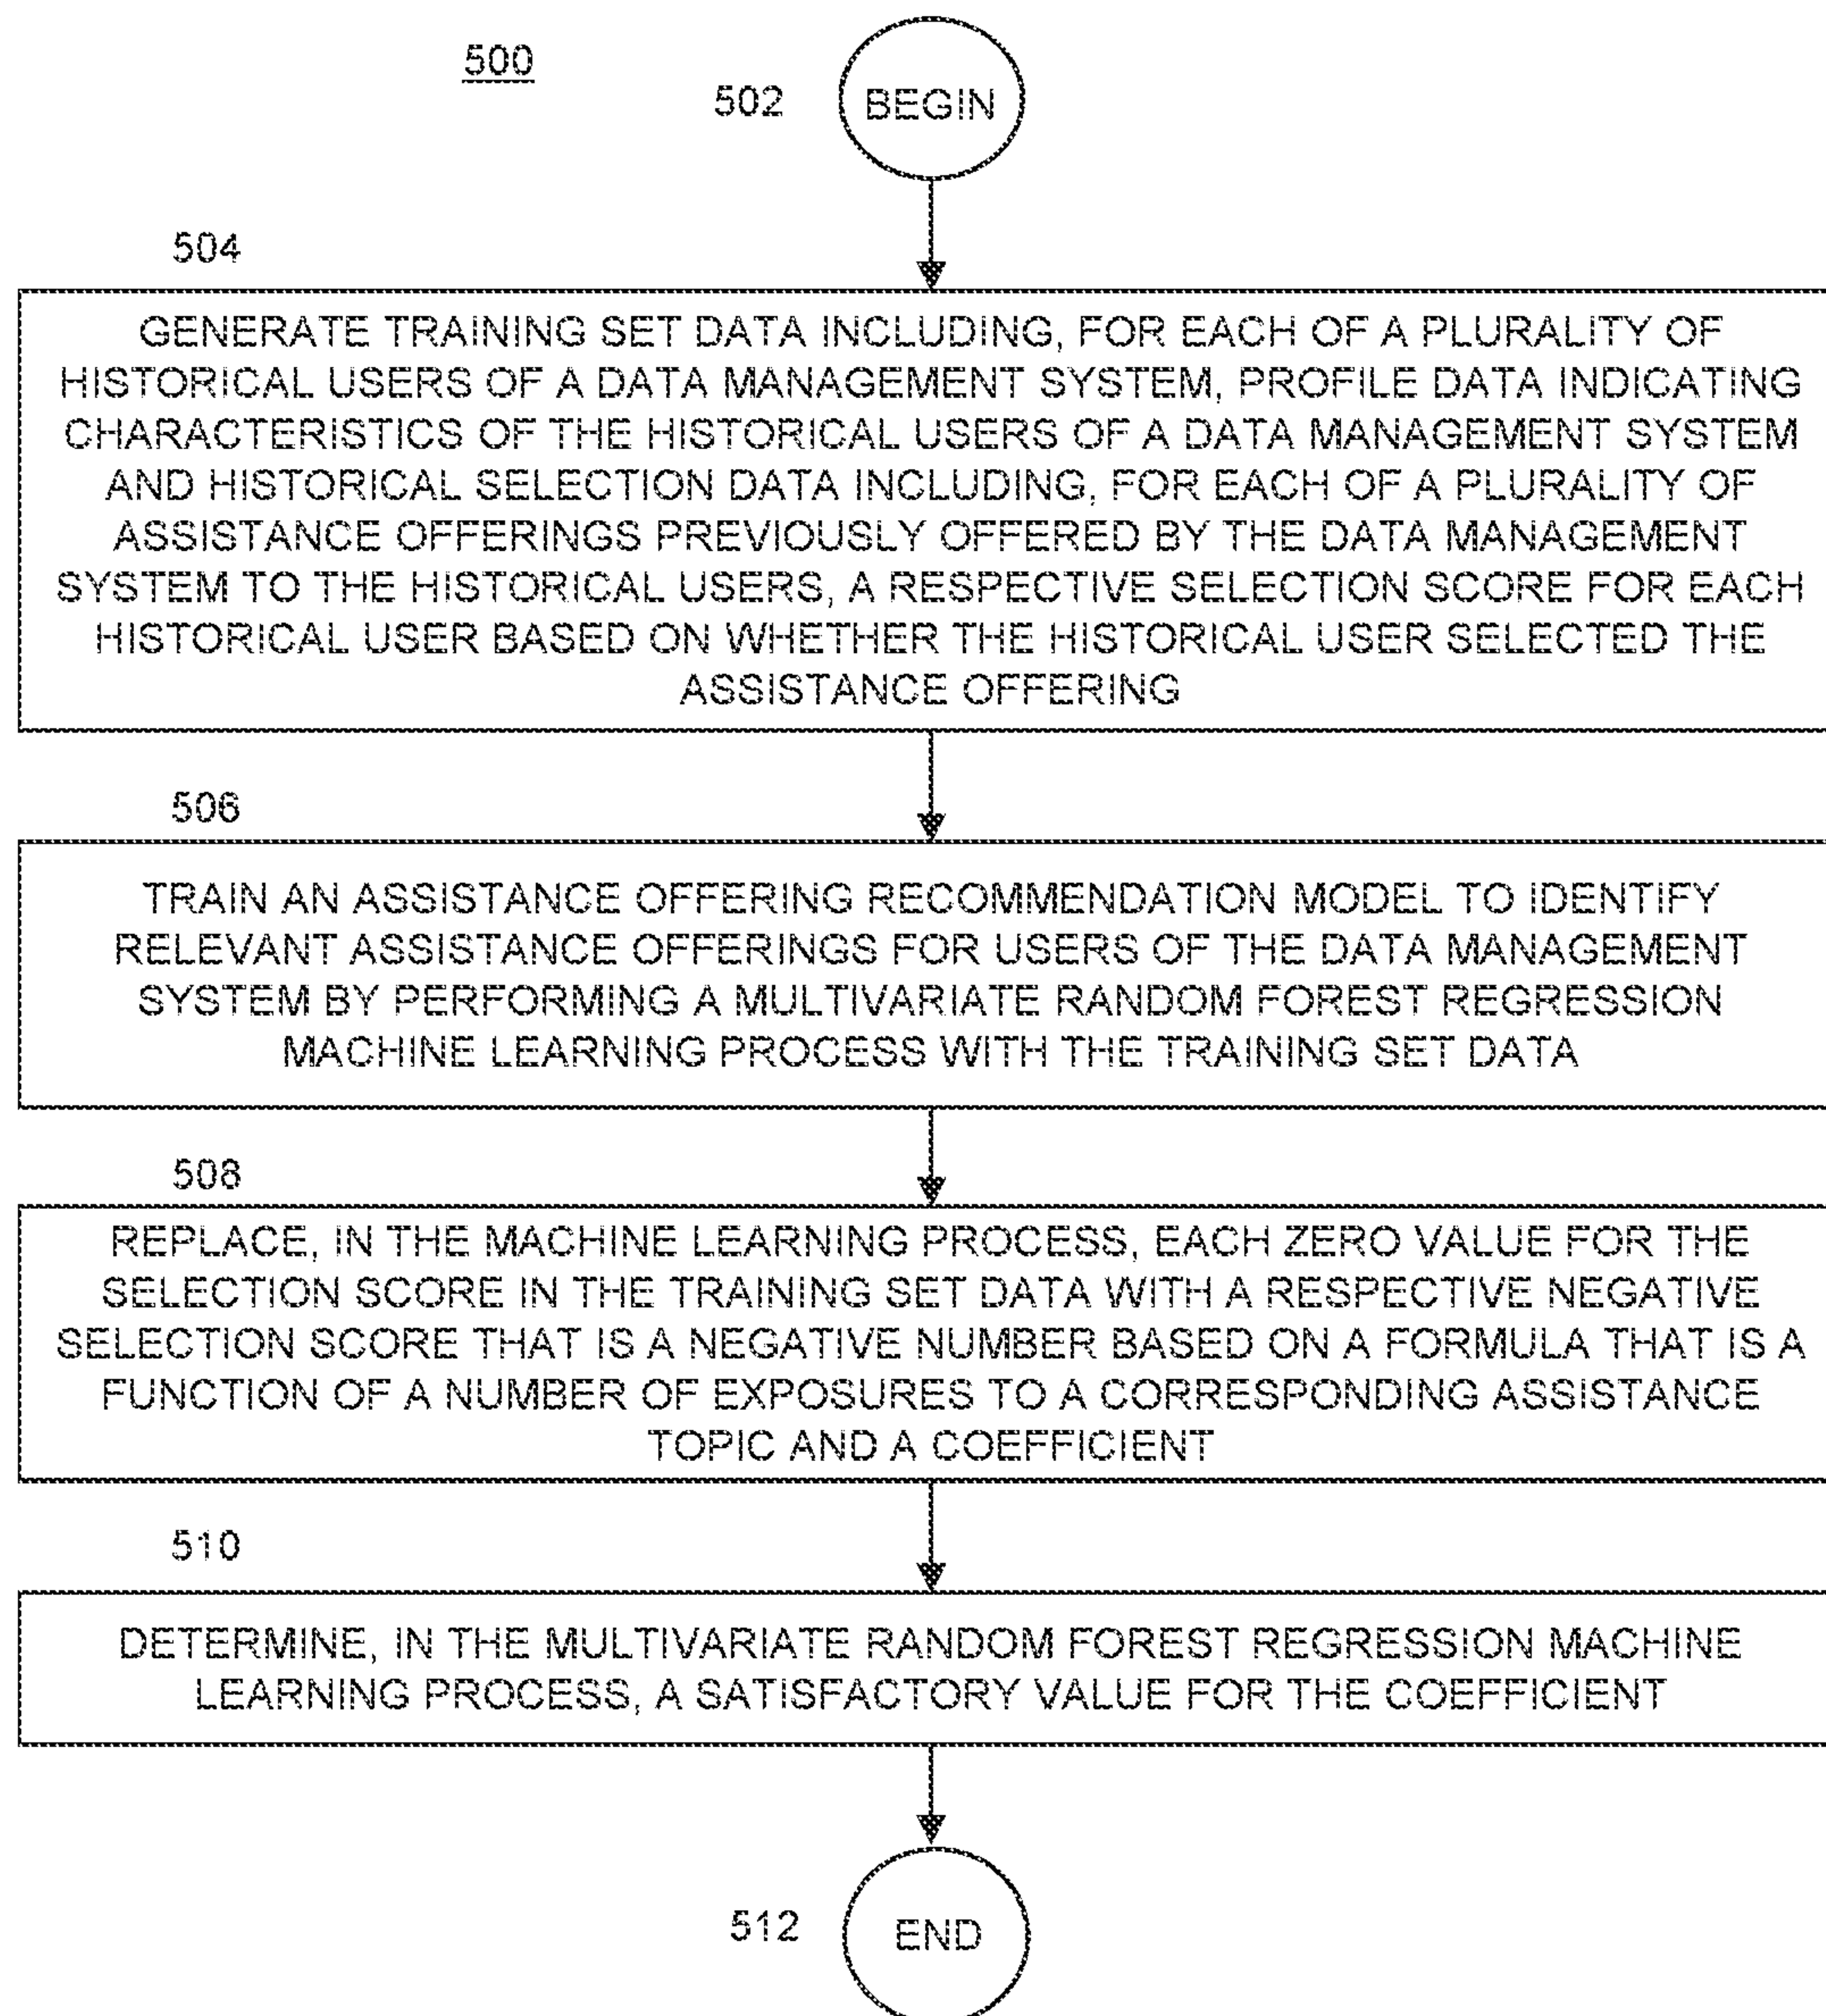 500
502
BEGIN
504
GENERATE TRAINING SET DATA INCLUDING, FOR EACH OF A PLURALITY OF
HISTORICAL USERS OF A DATA MANAGEMENT SYSTEM, PROFILE DATA INDICATING
CHARACTERISTICS OF THE HISTORICAL USERS OF A DATA MANAGEMENT SYSTEM
AND HISTORICAL SELECTION DATA INCLUDING, FOR EACH OF A PLURALITY OF
ASSISTANCE OFFERINGS PREVIOUSLY OFFERED BY THE DATA MANAGEMENT
SYSTEM TO THE HISTORICAL USERS, A RESPECTIVE SELECTION SCORE FOR EACH
HISTORICAL USER BASED ON WHETHER THE HISTORICAL USER SELECTED THE
ASSISTANCE OFFERING
506
TRAIN AN ASSISTANCE OFFERING RECOMMENDATION MODEL TO IDENTIFY
RELEVANT ASSISTANCE OFFERINGS FOR USERS OF THE DATA MANAGEMENT
SYSTEM BY PERFORMING A MULTIVARIATE RANDOM FOREST REGRESSION
MACHINE LEARNING PROCESS WITH THE TRAINING SET DATA
508
REPLACE, IN THE MACHINE LEARNING PROCESS, EACH ZERO VALUE FOR THE
SELECTION SCORE IN THE TRAINING SET DATA WITH A RESPECTIVE NEGATIVE
SELECTION SCORE THAT IS A NEGATIVE NUMBER BASED ON A FORMULA THAT IS A
FUNCTION OF A NUMBER OF EXPOSURES TO A CORRESPONDING ASSISTANCE
TOPIC AND A COEFFICIENT
510
DETERMINE, IN THE MULTIVARIATE RANDOM FOREST REGRESSION MACHINE
LEARNING PROCESS, A SATISFACTORY VALUE FOR THE COEFFICIENT
512
END